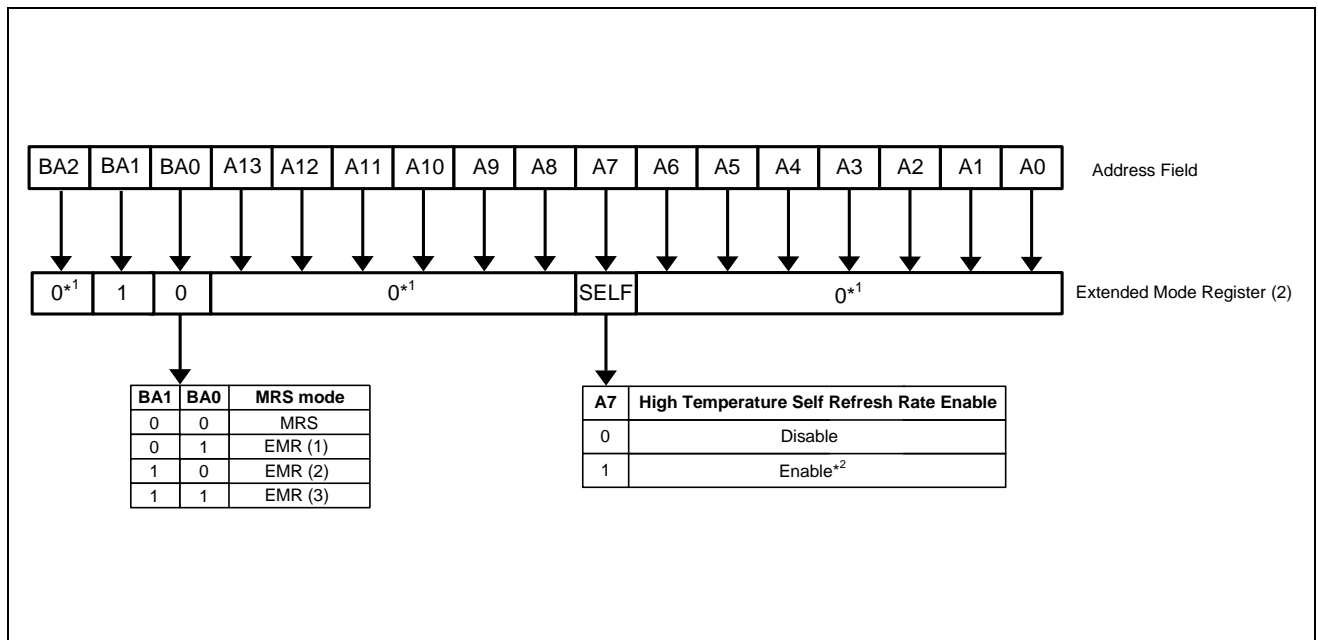 BA2 BA1 BA0 A13 A12 A11 A10 A9 A8 A7 A6 A5 A4 A3 A2 A1 A0 Address Field
0*1 1 0 0*1 SELF 0*1 Extended Mode Register (2)
BA1 BA0 MRS mode
0 0 MRS
0 1 EMR (1)
1 0 EMR (2)
1 1 EMR (3)
A7 High Temperature Self Refresh Rate Enable
0 Disable
1 Enable*2